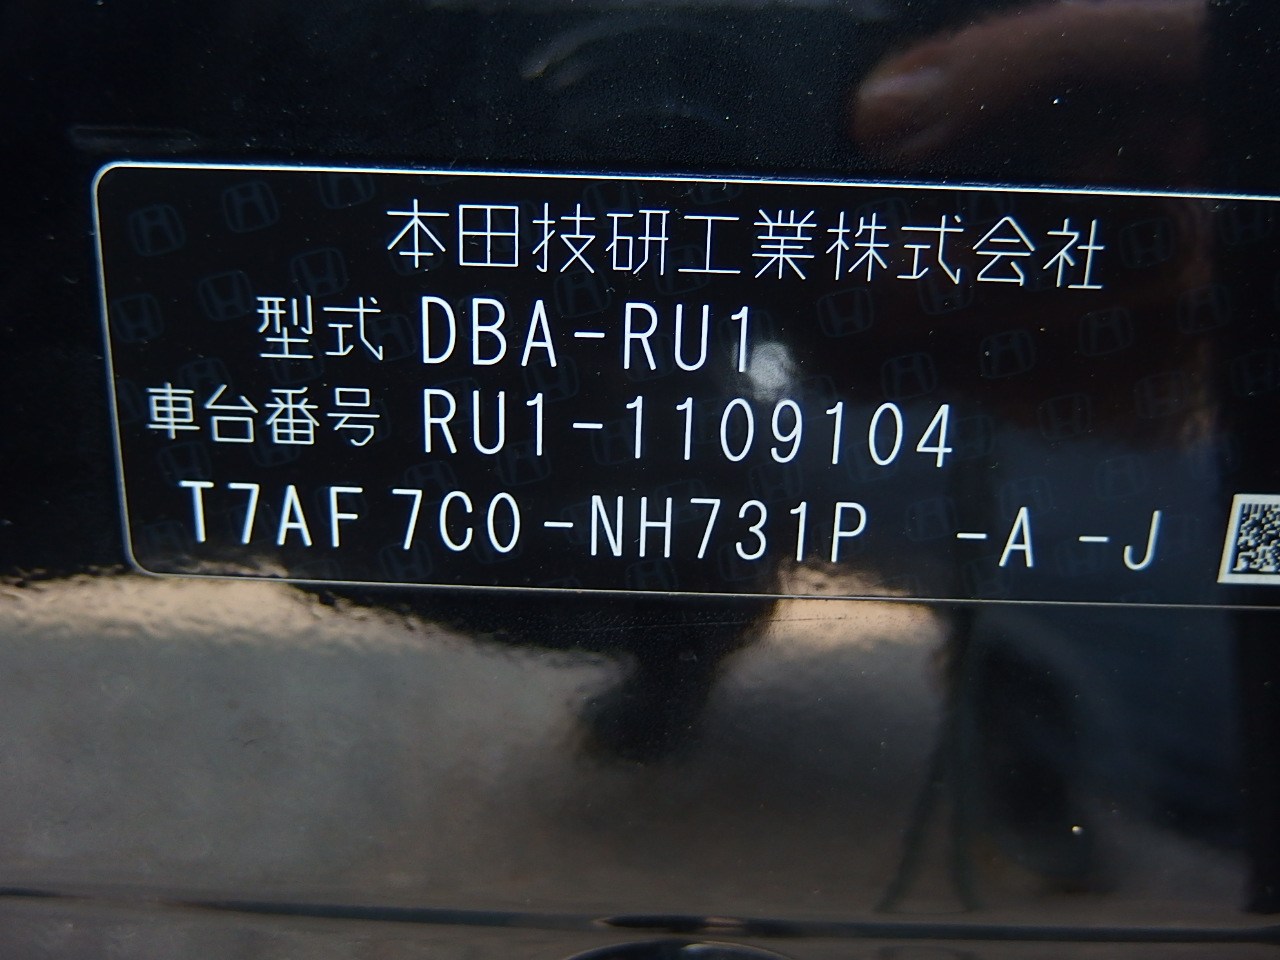 本田技研工業株式会社
型式 DBA-RU1
車台番号 RU1-1109104
T7AF 7C0-NH731P -A -J